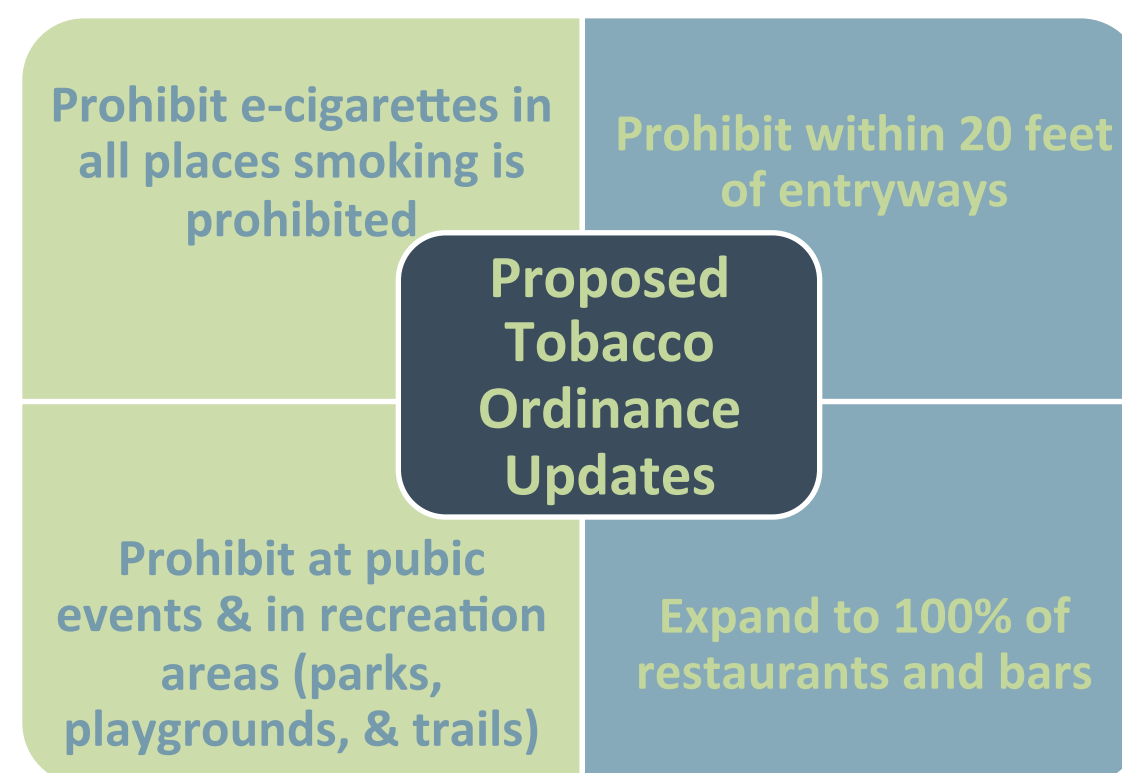 Prohibit e-cigarettes in
all places smoking is
prohibited
Prohibit within 20 feet
of entryways
Proposed
Tobacco
Ordinance
Updates
Prohibit at pubic
events & in recreation
areas (parks,
playgrounds, & trails)
Expand to 100% of
restaurants and bars